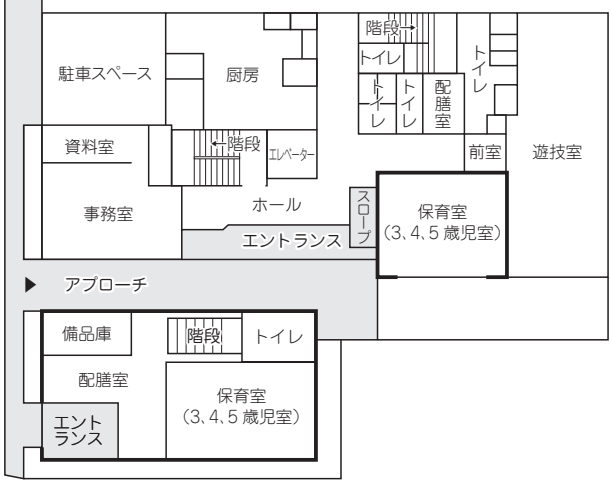 階段→
トイレ
トイレ
駐車スペース
厨房
トイレ
トイレ
配膳室
資料室
←階段
エレベーター
前室
遊技室
事務室
ホール
スロープ
保育室
（3、4、5 歳児室）
エントランス
▶ アプローチ
備品庫
階段
トイレ
配膳室
保育室
（3、4、5 歳児室）
エント
ランス